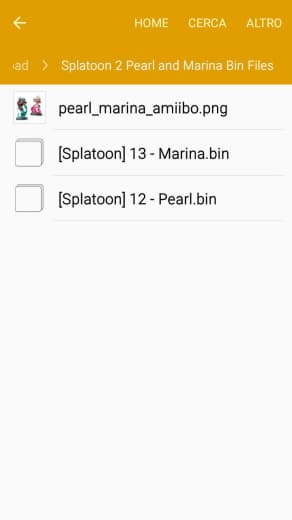 HOME CERCA ALTRO
Splatoon 2 Pearl and Marina Bin Files
pearl_marina_amiibo.png
[Splatoon] 13 - Marina.bin
[Splatoon] 12 - Pearl.bin